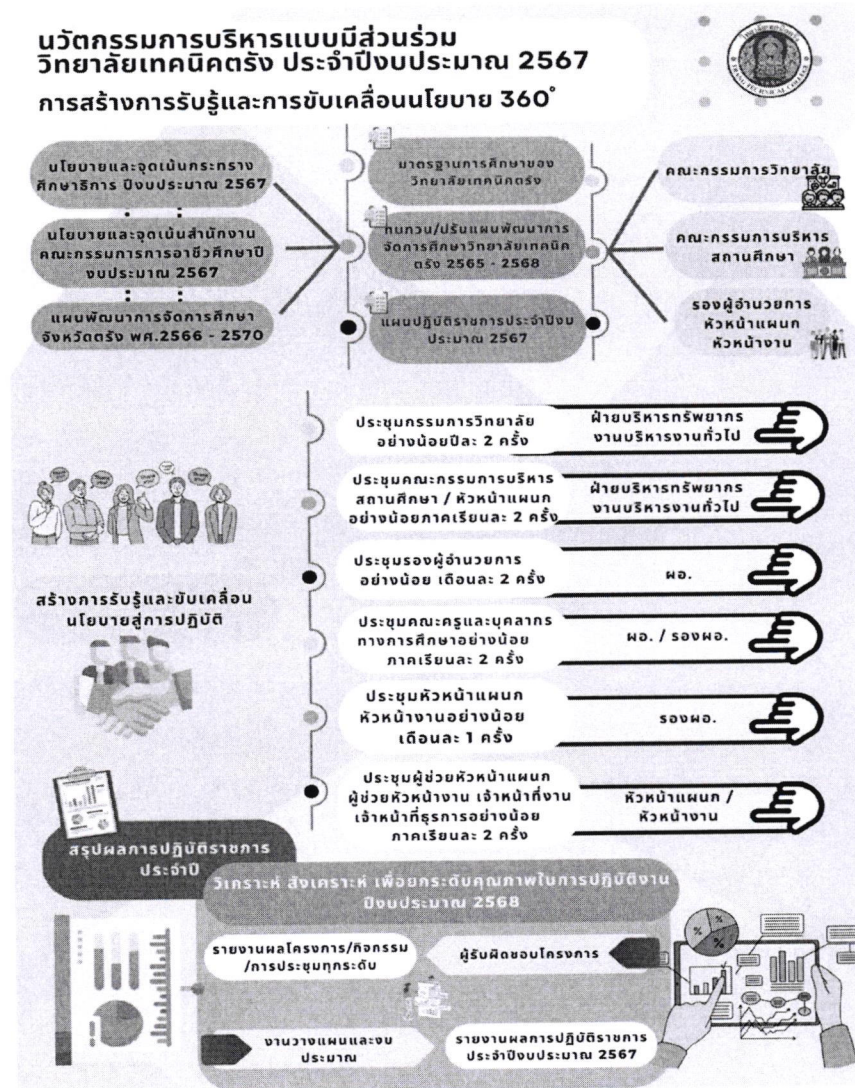 นวัตกรรมการบริหารแบบมีส่วนร่วม
วิทยาลัยเทคนิคตรัง ประจำปีงบประมาณ 2567
การสร้างการรับรู้และการขับเคลื่อนนโยบาย 360°
วิทยาลัยเทคนิคตรัง
TRANG TECHNICAL COLLEGE
นโยบายและจุดเน้นกระทราง
ศึกษาธิการ ปีงบประมาณ 2567
นโยบายและจุดเน้นสำนักงาน
คณะกรรมการการอาชีวศึกษาปี
งบประมาณ 2567
แผนพัฒนาการจัดการศึกษา
จังหวัดตรัง พศ.2566 - 2570
มาตรฐานการศึกษาของ
วิทยาลัยเทคนิคตรัง
ทบทวน/ปรับแผนพัฒนาการ
จัดการศึกษาวิทยาลัยเทคนิค
ตรัง 2565 - 2568
แผนปฏิบัติราชการประจำปีงบ
ประมาณ 2567
คณะกรรมการวิทยาลัย
คณะกรรมการบริหาร
สถานศึกษา
รองผู้อำนวยการ
หัวหน้าแผนก
หัวหน้างาน
สร้างการรับรู้และขับเคลื่อน
นโยบายสู่การปฏิบัติ
ประชุมกรรมการวิทยาลัย
อย่างน้อยปีละ 2 ครั้ง
ฝ่ายบริหารทรัพยากร
งานบริหารงานทั่วไป
ประชุมคณะกรรมการบริหาร
สถานศึกษา / หัวหน้าแผนก
อย่างน้อยภาคเรียนละ 2 ครั้ง
ฝ่ายบริหารทรัพยากร
งานบริหารงานทั่วไป
ประชุมรองผู้อำนวยการ
อย่างน้อย เดือนละ 2 ครั้ง
ผอ.
ประชุมคณะครูและบุคลากร
ทางการศึกษาอย่างน้อย
ภาคเรียนละ 2 ครั้ง
ผอ. / รองผอ.
ประชุมหัวหน้าแผนก
หัวหน้างานอย่างน้อย
เดือนละ 1 ครั้ง
รองผอ.
ประชุมผู้ช่วยหัวหน้าแผนก
ผู้ช่วยหัวหน้างาน เจ้าหน้าที่งาน
เจ้าหน้าที่ธุรการอย่างน้อย
ภาคเรียนละ 2 ครั้ง
หัวหน้าแผนก /
หัวหน้างาน
สรุปผลการปฏิบัติราชการ
ประจำปี
วิเคราะห์ สังเคราะห์ เพื่อยกระดับคุณภาพในการปฏิบัติงาน
ปีงบประมาณ 2568
รายงานผลโครงการ/กิจกรรม
/การประชุมทุกระดับ
ผู้รับผิดชอบโครงการ
งานวางแผนและงบ
ประมาณ
รายงานผลการปฏิบัติราชการ
ประจำปีงบประมาณ 2567